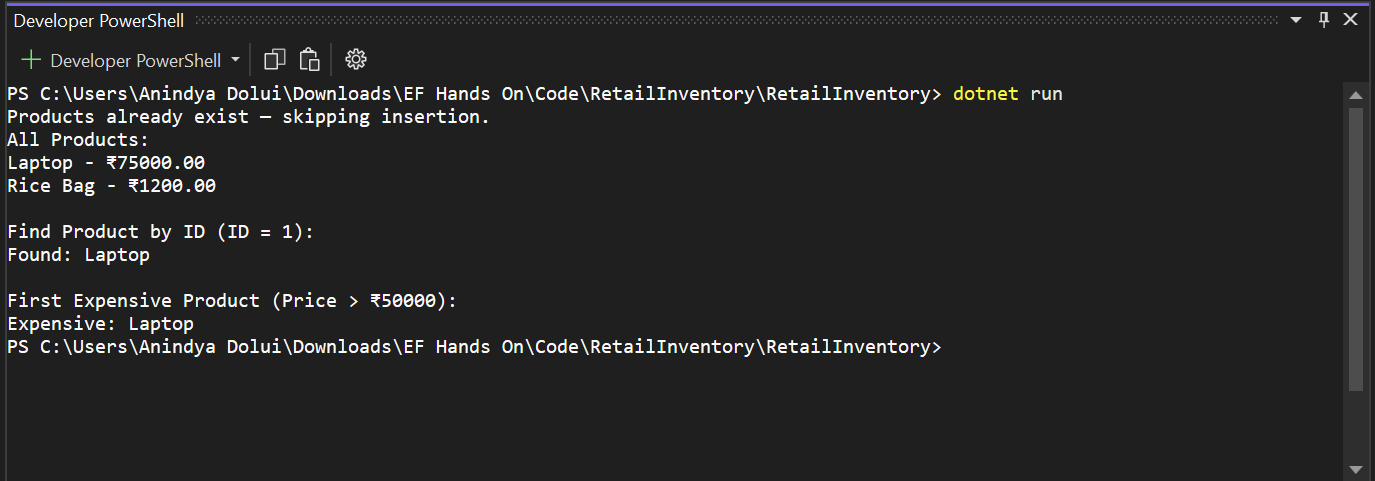 Developer PowerShell
Developer PowerShell
PS C:\Users\Anindya Dolui\Downloads\EF Hands On\Code\RetailInventory\RetailInventory> dotnet run
Products already exist — skipping insertion.
All Products:
Laptop - ₹75000.00
Rice Bag - ₹1200.00
Find Product by ID (ID = 1):
Found: Laptop
First Expensive Product (Price > ₹50000):
Expensive: Laptop
PS C:\Users\Anindya Dolui\Downloads\EF Hands On\Code\RetailInventory\RetailInventory>